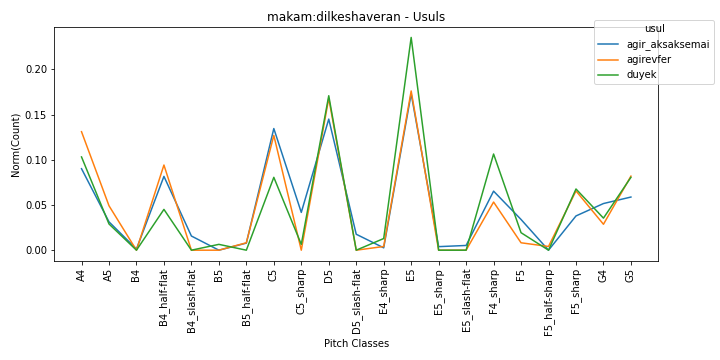 makam:dilkeshaveran - Usuls
usul
agir_aksaksemai
agirevfer
duyek
Norm(Count)
0.20
0.15
0.10
0.05
0.00
A4
A5
B4
B4_half-flat
B4_slash-flat
B5
B5_half-flat
C5
C5_sharp
D5
D5_slash-flat
E4_sharp
E5
E5_sharp
E5_slash-flat
F4_sharp
F5
F5_half-sharp
F5_sharp
G4
G5
Pitch Classes